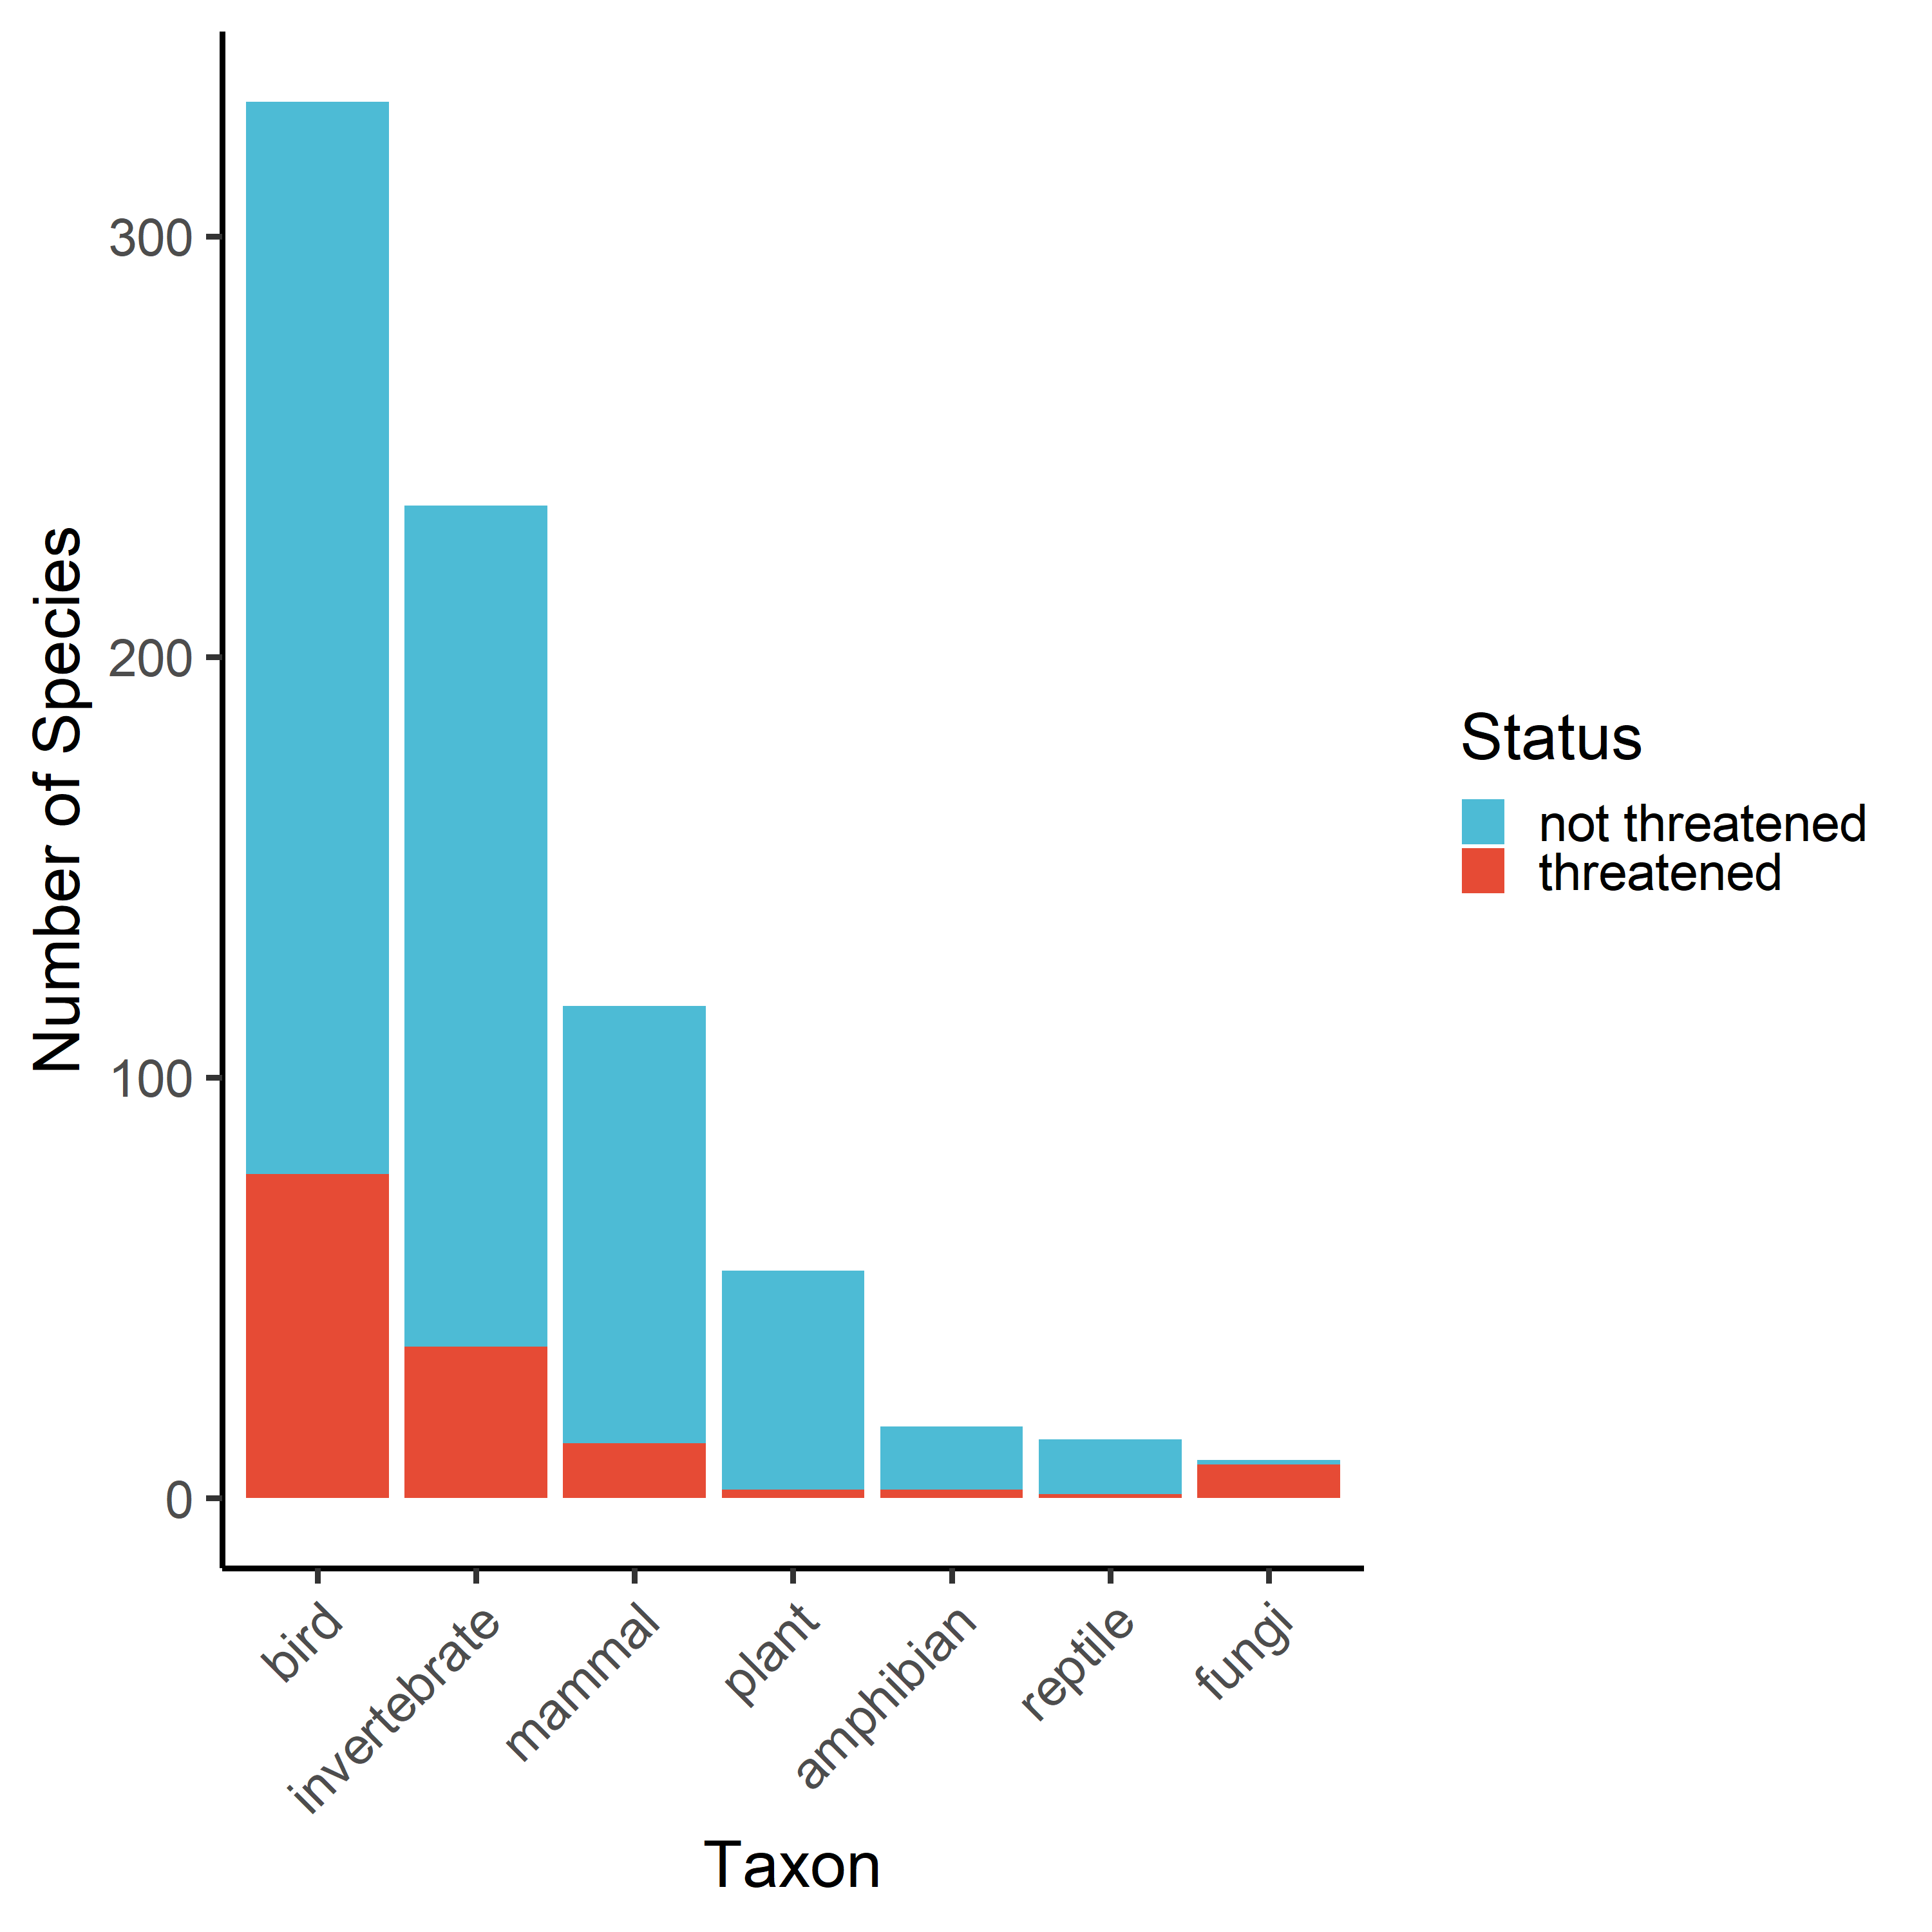 Number of Species
300
200
100
0
bird
invertebrate
mammal
plant
amphibian
reptile
fungi
Taxon
Status
not threatened
threatened